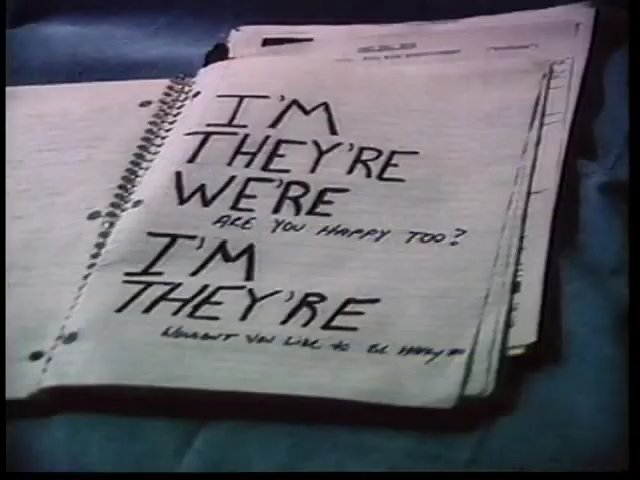 I'M
THEY'RE
WE'RE
ARE YOU HAPPY TOO?
I'M
THEY'RE
WOULDN'T YOU LIKE TO BE HAPPY?